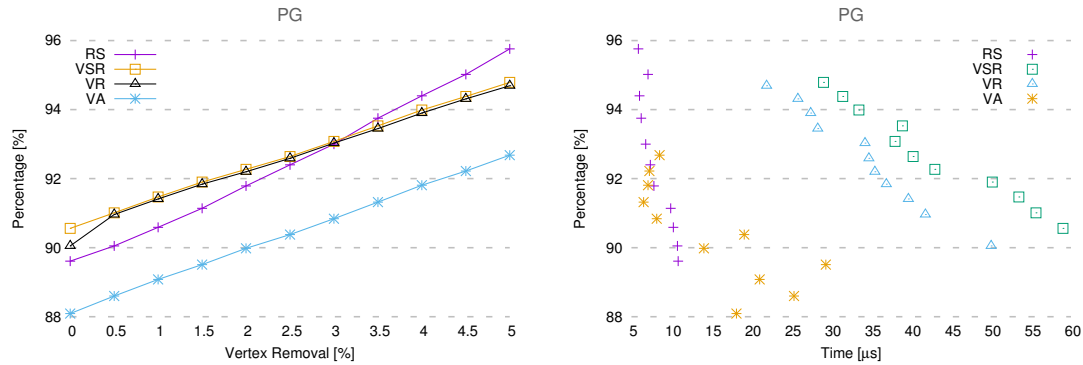 PG
Percentage [%]
96
94
92
90
88
RS
VSR
VR
VA
0 0.5 1 1.5 2 2.5 3 3.5 4 4.5 5
Vertex Removal [%]
PG
Percentage [%]
96
94
92
90
88
RS
VSR
VR
VA
5 10 15 20 25 30 35 40 45 50 55 60
Time [μs]